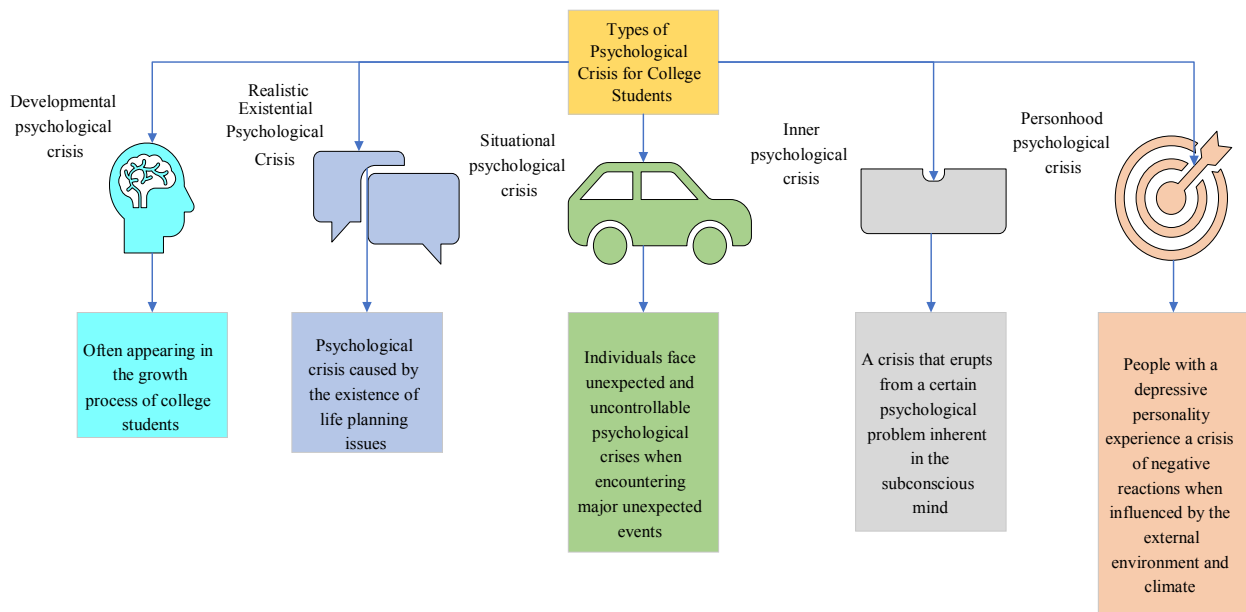 Types of
Psychological
Crisis for College
Students
Developmental
psychological
crisis
Realistic
Existential
Psychological
Crisis
Situational
psychological
crisis
Inner
psychological
crisis
Personhood
psychological
crisis
Often appearing in
the growth
process of college
students
Psychological
crisis caused by
the existence of
life planning
issues
Individuals face
unexpected and
uncontrollable
psychological
crises when
encountering
major unexpected
events
A crisis that erupts
from a certain
psychological
problem inherent
in the
subconscious
mind
People with a
depressive
personality
experience a crisis
of negative
reactions when
influenced by the
external
environment and
climate